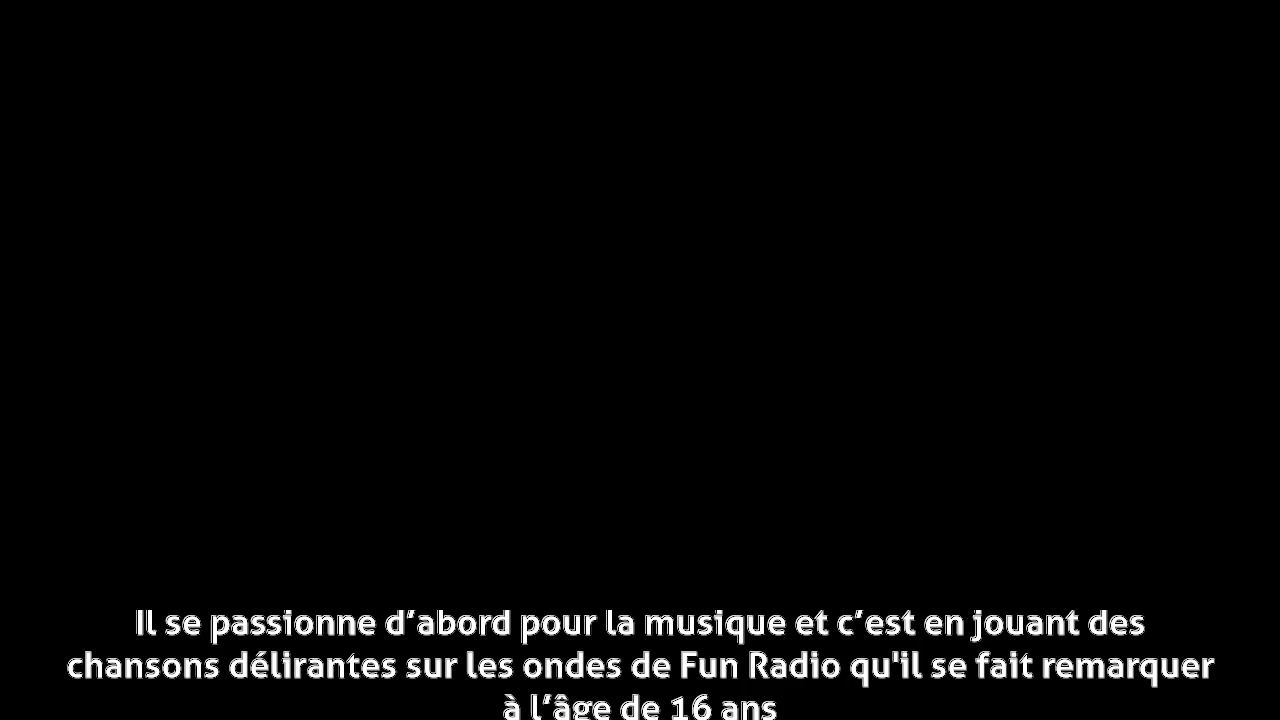 Il se passionne d’abord pour la musique et c’est en jouant des
chansons délirantes sur les ondes de Fun Radio qu'il se fait remarquer
à l’âge de 16 ans